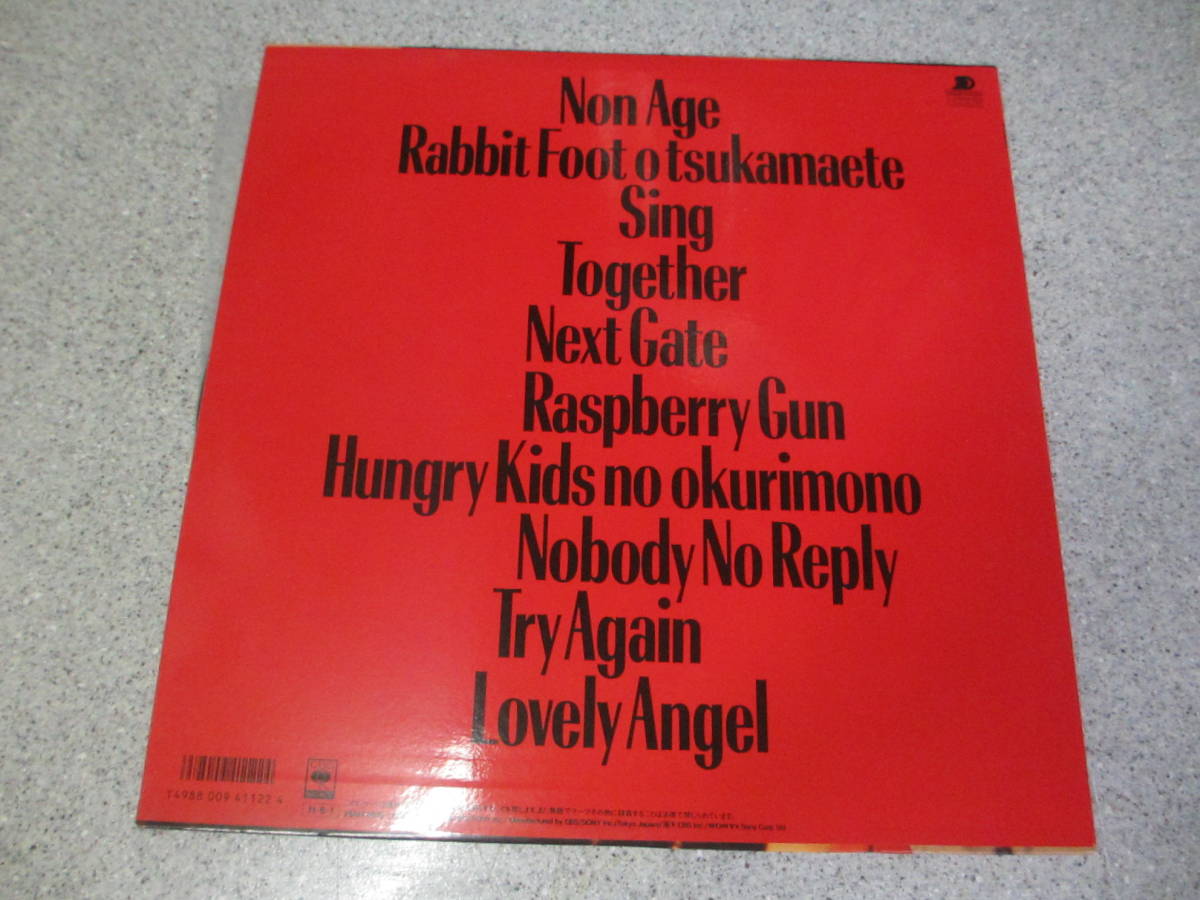 Non Age
Rabbit Foot o tsukamaete
Sing
Together
Next Gate
Raspberry Gun
Hungry Kids no okurimono
Nobody No Reply
Try Again
Lovely Angel
T4988 009 41122 4